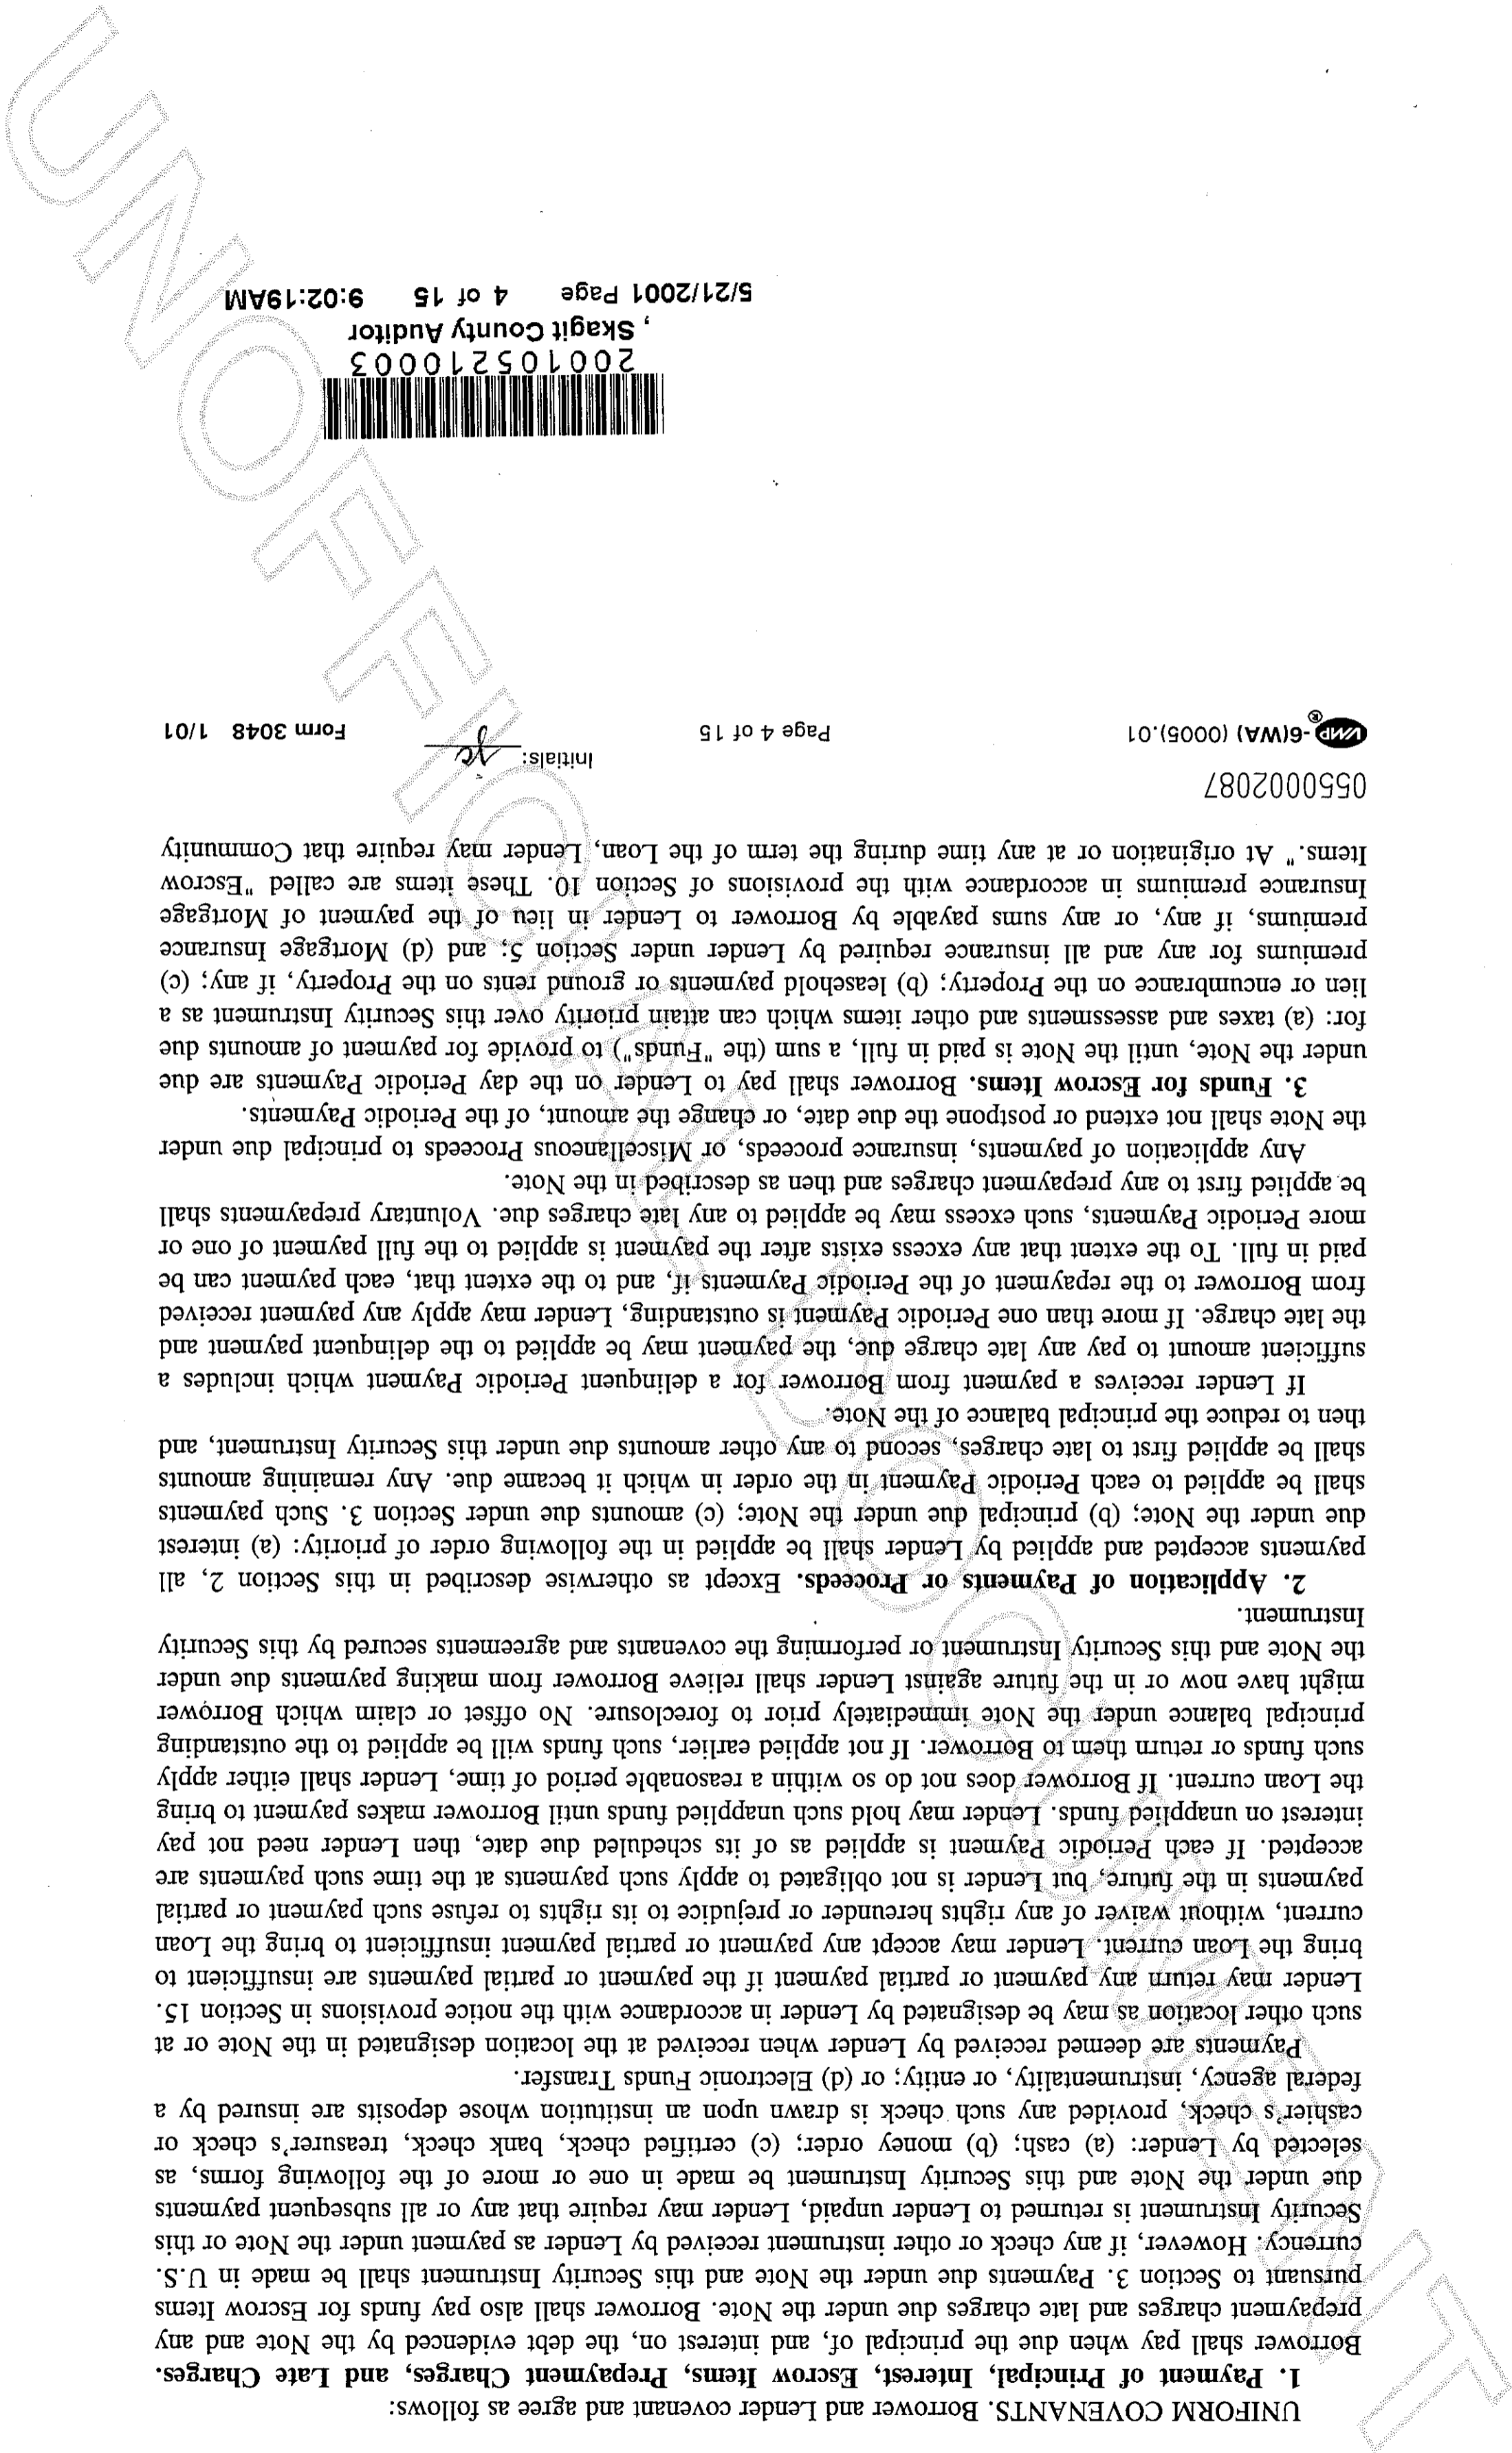 UNIFORM COVENANTS. Borrower and Lender covenant and agree as follows:
1. Payment of Principal, Interest, Escrow Items, Prepayment Charges, and Late Charges.
Borrower shall pay when due the principal of, and interest on, the debt evidenced by the Note and any
prepayment charges and late charges due under the Note. Borrower shall also pay funds for Escrow Items
pursuant to Section 3. Payments due under the Note and this Security Instrument shall be made in U.S.
currency. However, if any check or other instrument received by Lender as payment under the Note or this
Security Instrument is returned to Lender unpaid, Lender may require that any or all subsequent payments
due under the Note and this Security Instrument be made in one or more of the following forms, as
selected by Lender: (a) cash; (b) money order; (c) certified check, bank check, treasurer's check or
cashier's check, provided any such check is drawn upon an institution whose deposits are insured by a
federal agency, instrumentality, or entity; or (d) Electronic Funds Transfer.
Payments are deemed received by Lender when received at the location designated in the Note or at
such other location as may be designated by Lender in accordance with the notice provisions in Section 15.
Lender may return any payment or partial payment if the payment or partial payments are insufficient to
bring the Loan current. Lender may accept any payment or partial payment insufficient to bring the Loan
current, without waiver of any rights hereunder or prejudice to its rights to refuse such payment or partial
payments in the future, but Lender is not obligated to apply such payments at the time such payments are
accepted. If each Periodic Payment is applied as of its scheduled due date, then Lender need not pay
interest on unapplied funds. Lender may hold such unapplied funds until Borrower makes payment to bring
the Loan current. If Borrower does not do so within a reasonable period of time, Lender shall either apply
such funds or return them to Borrower. If not applied earlier, such funds will be applied to the outstanding
principal balance under the Note immediately prior to foreclosure. No offset or claim which Borrower
might have now or in the future against Lender shall relieve Borrower from making payments due under
the Note and this Security Instrument or performing the covenants and agreements secured by this Security
Instrument.
2. Application of Payments or Proceeds. Except as otherwise described in this Section 2, all
payments accepted and applied by Lender shall be applied in the following order of priority: (a) interest
due under the Note; (b) principal due under the Note; (c) amounts due under Section 3. Such payments
shall be applied to each Periodic Payment in the order in which it became due. Any remaining amounts
shall be applied first to late charges, second to any other amounts due under this Security Instrument, and
then to reduce the principal balance of the Note.
If Lender receives a payment from Borrower for a delinquent Periodic Payment which includes a
sufficient amount to pay any late charge due, the payment may be applied to the delinquent payment and
the late charge. If more than one Periodic Payment is outstanding, Lender may apply any payment received
from Borrower to the repayment of the Periodic Payments if, and to the extent that, each payment can be
paid in full. To the extent that any excess exists after the payment is applied to the full payment of one or
more Periodic Payments, such excess may be applied to any late charges due. Voluntary prepayments shall
be applied first to any prepayment charges and then as described in the Note.
Any application of payments, insurance proceeds, or Miscellaneous Proceeds to principal due under
the Note shall not extend or postpone the due date, or change the amount, of the Periodic Payments.
3. Funds for Escrow Items. Borrower shall pay to Lender on the day Periodic Payments are due
under the Note, until the Note is paid in full, a sum (the "Funds") to provide for payment of amounts due
for: (a) taxes and assessments and other items which can attain priority over this Security Instrument as a
lien or encumbrance on the Property; (b) leasehold payments or ground rents on the Property, if any; (c)
premiums for any and all insurance required by Lender under Section 5; and (d) Mortgage Insurance
premiums, if any, or any sums payable by Borrower to Lender in lieu of the payment of Mortgage
Insurance premiums in accordance with the provisions of Section 10. These items are called "Escrow
Items." At origination or at any time during the term of the Loan, Lender may require that Community
0550002087
Initials: JC
VMP®-6(WA) (0005).01 Page 4 of 15 Form 3048 1/01
200105210003
, Skagit County Auditor
5/21/2001 Page 4 of 15 9:02:19AM
UNOFFICIAL DOCUMENT